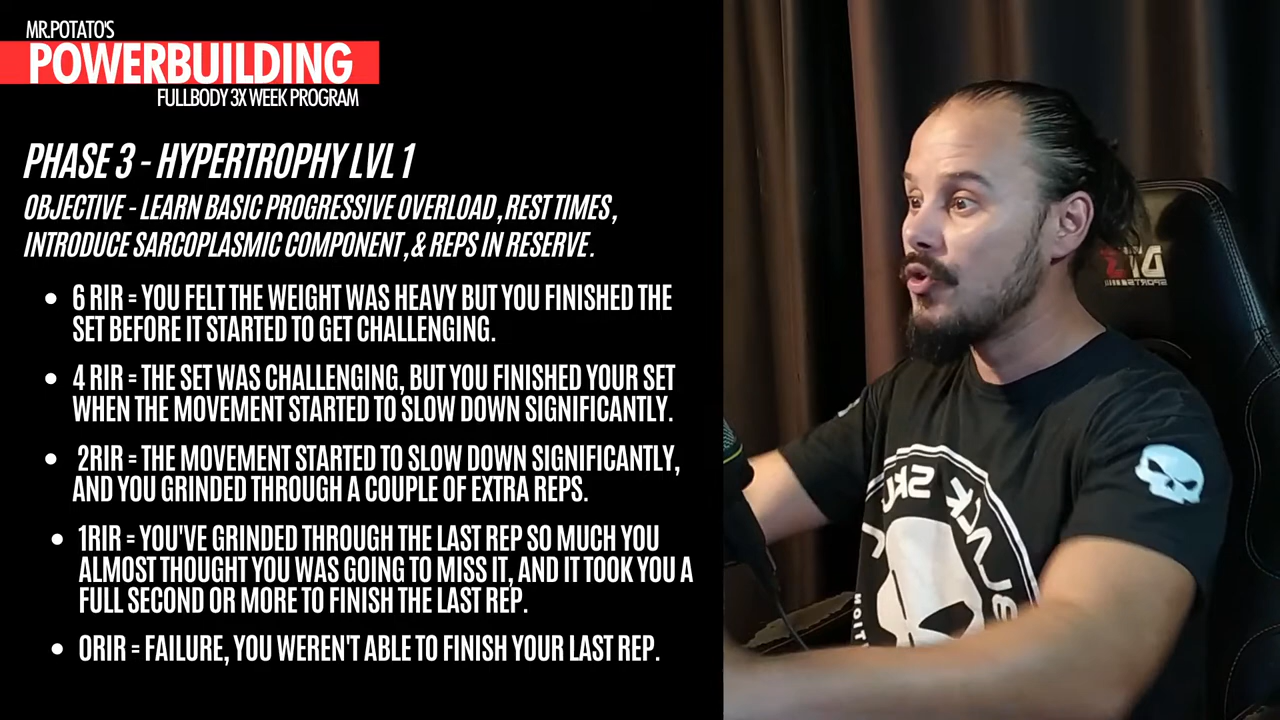 MR.POTATO'S
POWERBUILDING
FULLBODY 3X WEEK PROGRAM
PHASE 3 - HYPERTROPHY LVL 1
OBJECTIVE - LEARN BASIC PROGRESSIVE OVERLOAD, REST TIMES,
INTRODUCE SARCOPLASMIC COMPONENT, & REPS IN RESERVE.
• 6 RIR = YOU FELT THE WEIGHT WAS HEAVY BUT YOU FINISHED THE
SET BEFORE IT STARTED TO GET CHALLENGING.
• 4 RIR = THE SET WAS CHALLENGING, BUT YOU FINISHED YOUR SET
WHEN THE MOVEMENT STARTED TO SLOW DOWN SIGNIFICANTLY.
• 2RIR = THE MOVEMENT STARTED TO SLOW DOWN SIGNIFICANTLY,
AND YOU GRINDED THROUGH A COUPLE OF EXTRA REPS.
• 1RIR = YOU'VE GRINDED THROUGH THE LAST REP SO MUCH YOU
ALMOST THOUGHT YOU WAS GOING TO MISS IT, AND IT TOOK YOU A
FULL SECOND OR MORE TO FINISH THE LAST REP.
• 0RIR = FAILURE, YOU WEREN'T ABLE TO FINISH YOUR LAST REP.